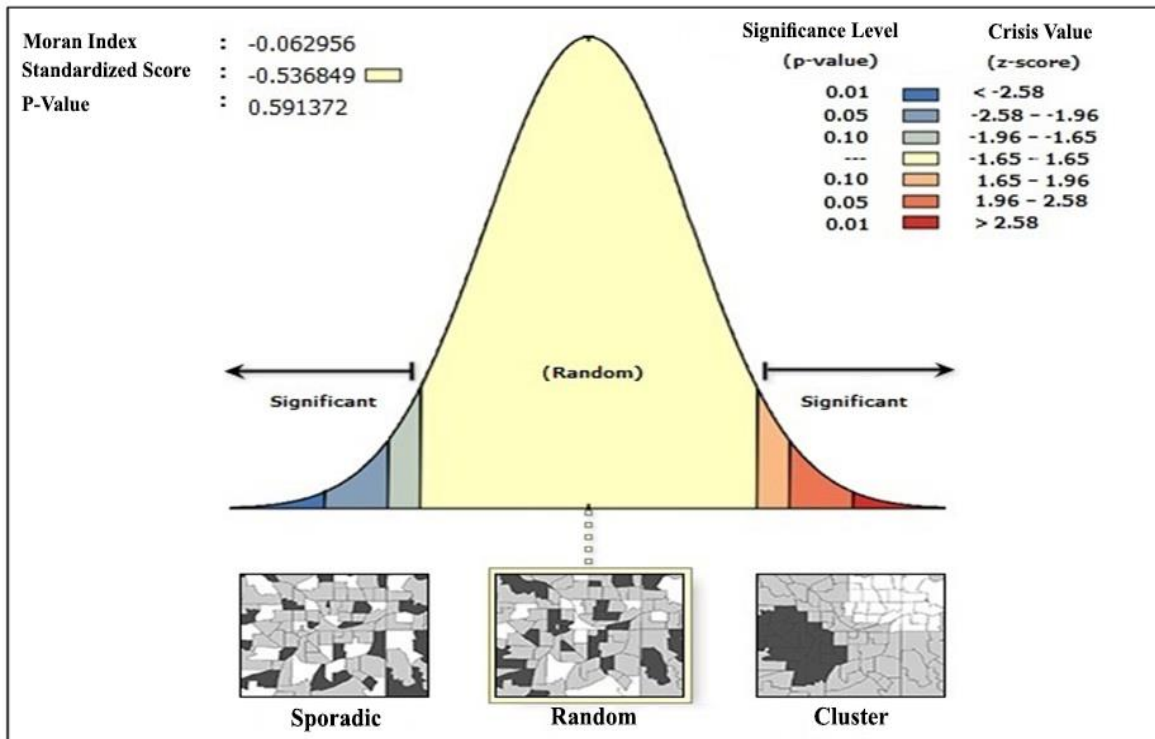 Moran Index : -0.062956
Standardized Score : -0.536849
P-Value : 0.591372
Significance Level Crisis Value
(p-value) (z-score)
0.01 < -2.58
0.05 -2.58 – -1.96
0.10 -1.96 – -1.65
--- -1.65 – 1.65
0.10 1.65 – 1.96
0.05 1.96 – 2.58
0.01 > 2.58
(Random)
Significant
Significant
Sporadic
Random
Cluster